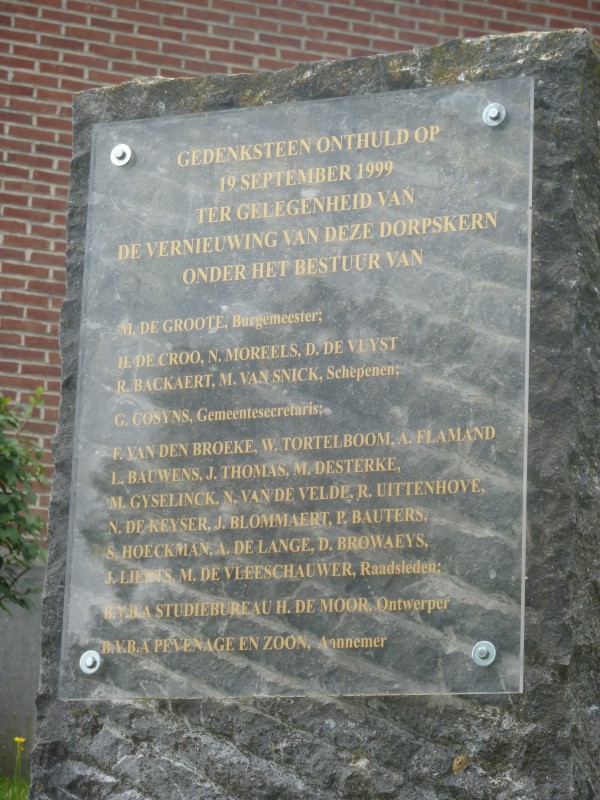 GEDENKSTEEN ONTHULD OP
19 SEPTEMBER 1999
TER GELEGENHEID VAN
DE VERNIEUWING VAN DEZE DORPSKERN
ONDER HET BESTUUR VAN
M. DE GROOTE, Burgemeester;
H. DE CROO, N. MOREELS, D. DE VUYST
R. BACKAERT, M. VAN SNICK, Schepenen;
G. COSYNS, Gemeentesecretaris;
F. VAN DEN BROEKE, W. TORTELBOOM, A. FLAMAND
L. BAUWENS, J. THOMAS, M. DESTERKE,
M. GYSELINCK, N. VAN DE VELDE, R. UITTENHOVE,
N. DE KEYSER, J. BLOMMAERT, P. BAUTERS,
S. HOECKMAN, A. DE LANGE, D. BROWAEYS,
J. LIEFTS, M. DE VLEESCHAUWER, Raadsleden;
B.V.B.A STUDIEBUREAU H. DE MOOR, Ontwerper
B.V.B.A PEVENAGE EN ZOON, Aannemer